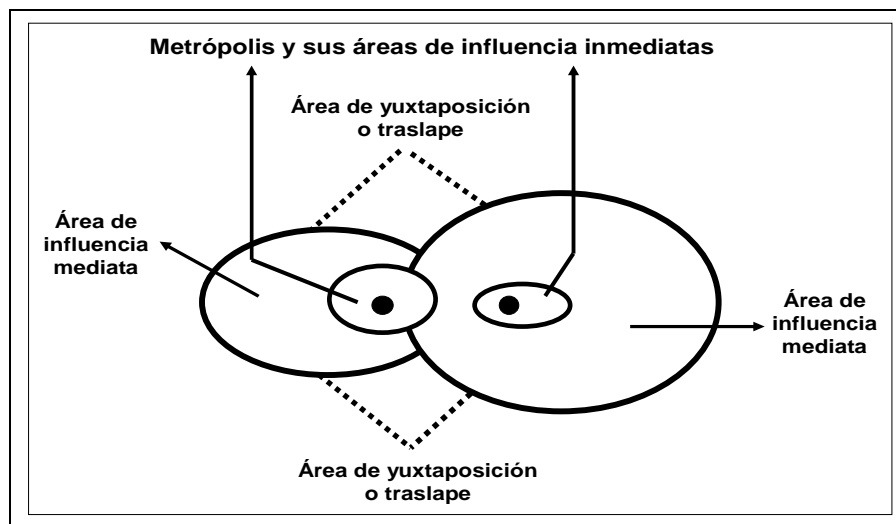 Metrópolis y sus áreas de influencia inmediatas
Área de yuxtaposición
o traslape
Área de
influencia
mediata
Área de
influencia
mediata
Área de yuxtaposición
o traslape